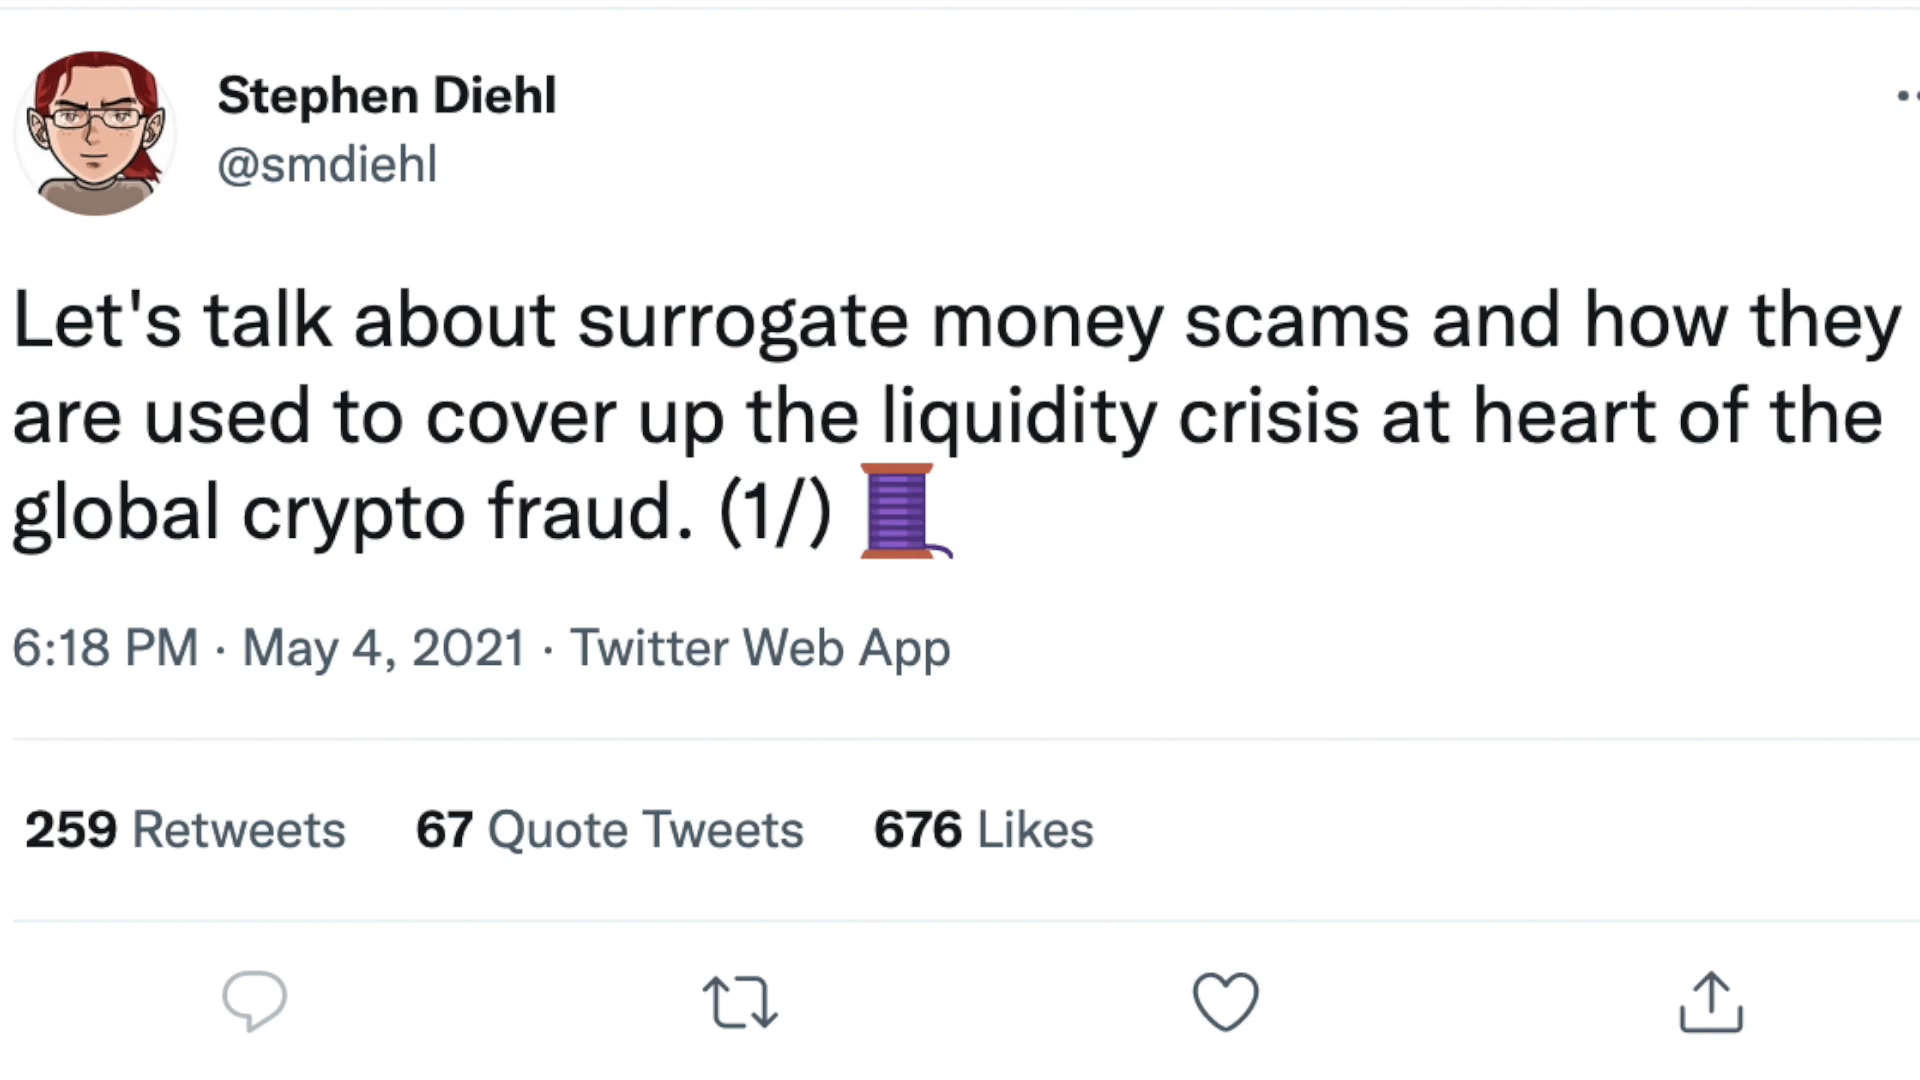 Stephen Diehl
@smdiehl
Let's talk about surrogate money scams and how they
are used to cover up the liquidity crisis at heart of the
global crypto fraud. (1/) 🧵
6:18 PM · May 4, 2021 · Twitter Web App
259 Retweets 67 Quote Tweets 676 Likes